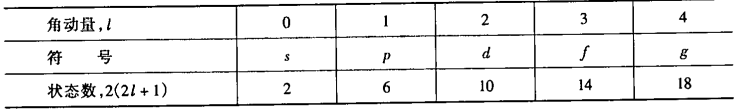 角动量,l 0 1 2 3 4
符 号 s p d f g
状态数,2(2l+1) 2 6 10 14 18